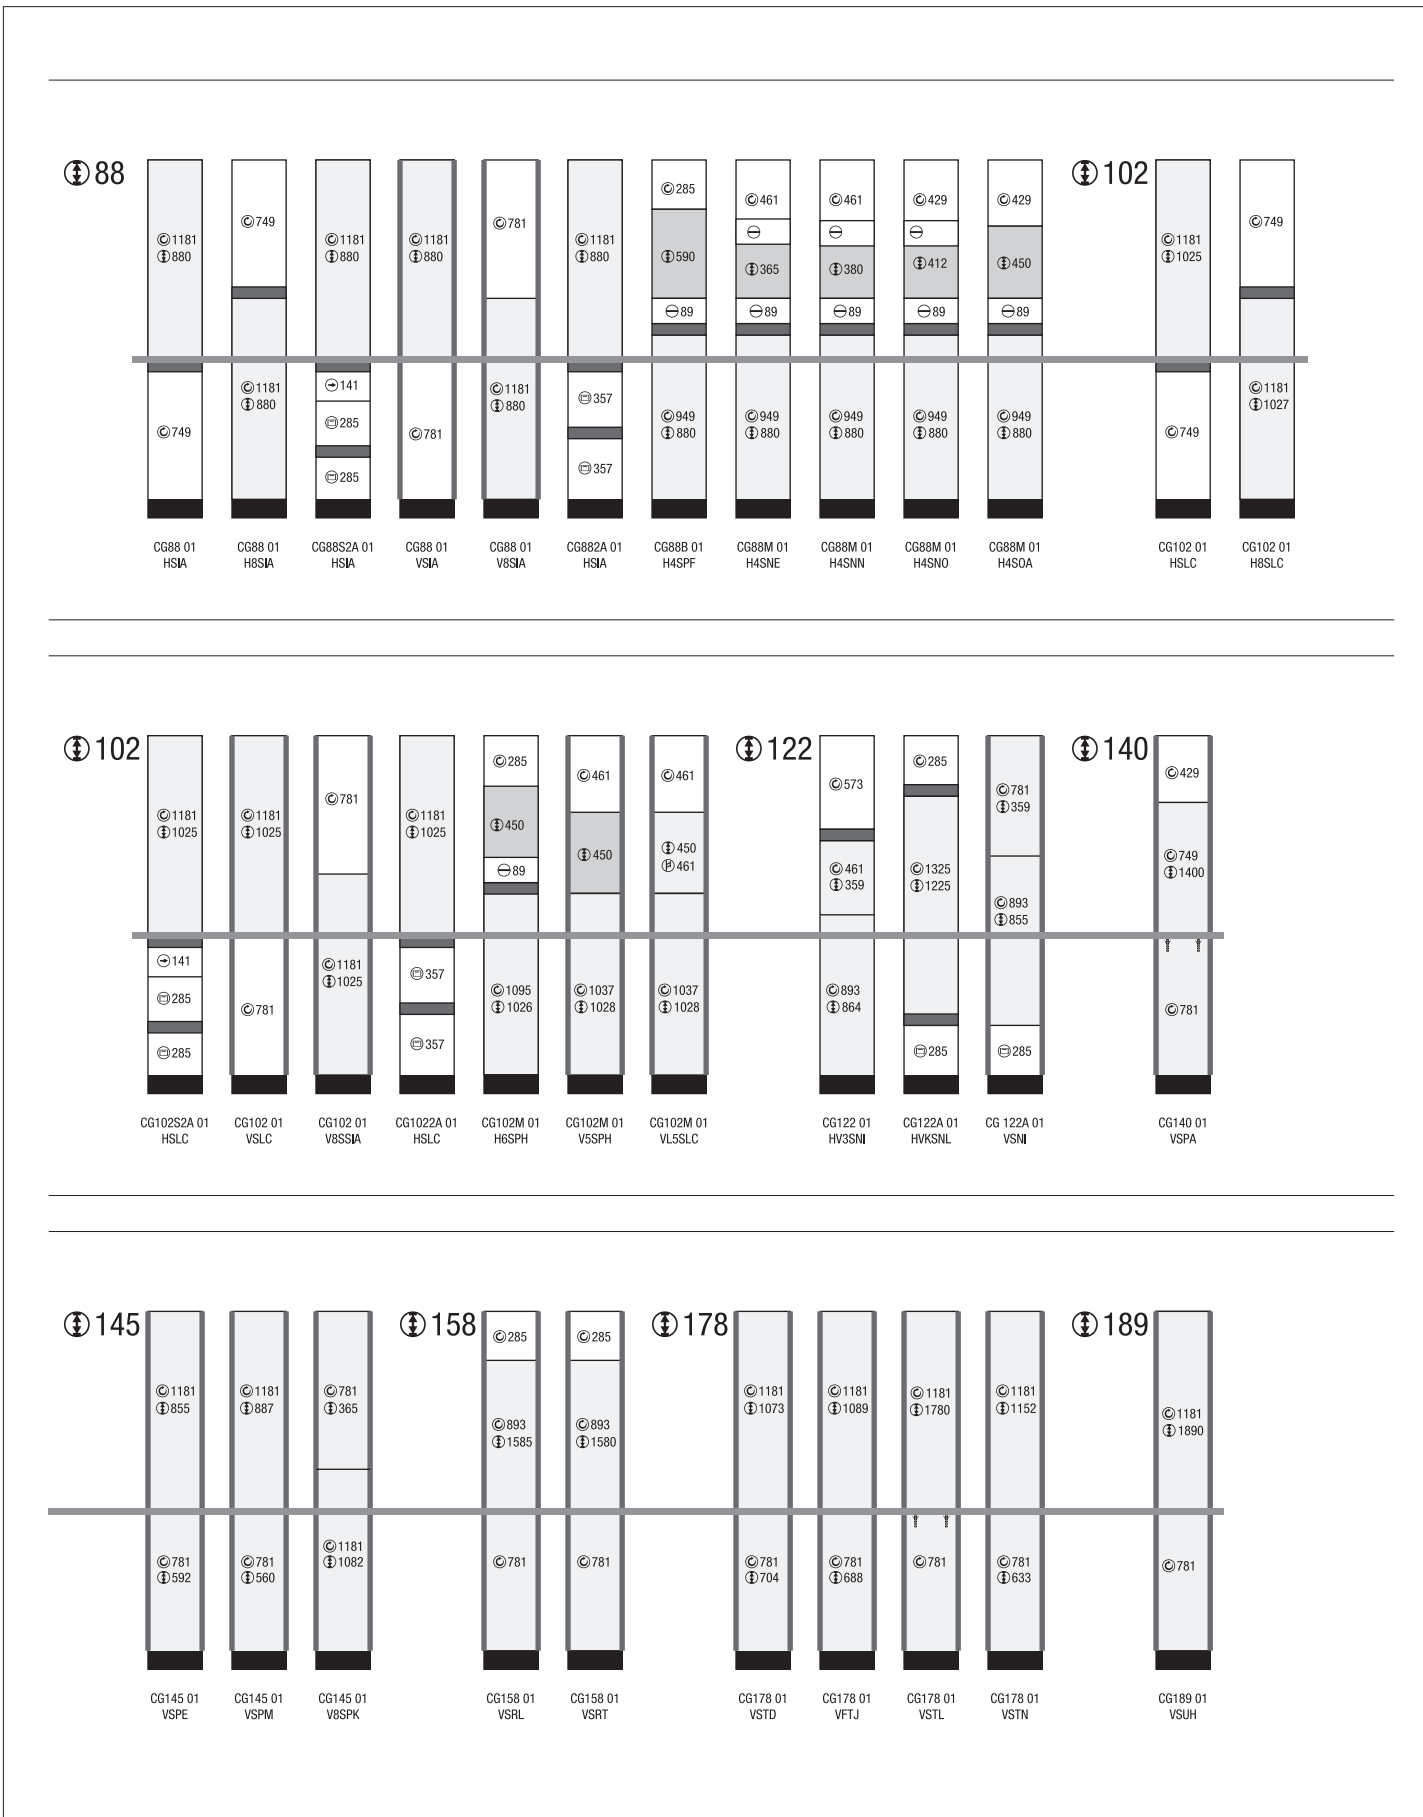 88
1181
880
749
CG88 01
HSIA
749
1181
880
CG88 01
H8SIA
1181
880
141
285
285
CG88S2A 01
HSIA
1181
880
781
CG88 01
VSIA
781
1181
880
CG88 01
V8SIA
1181
880
357
357
CG882A 01
HSIA
285
590
89
949
880
CG88B 01
H4SPF
461
365
89
949
880
CG88M 01
H4SNE
461
380
89
949
880
CG88M 01
H4SNN
429
412
89
949
880
CG88M 01
H4SNO
429
450
89
949
880
CG88M 01
H4SOA
102
1181
1025
749
CG102 01
HSLC
749
1181
1027
CG102 01
H8SLC
102
1181
1025
141
285
285
CG102S2A 01
HSLC
1181
1025
781
CG102 01
VSLC
781
1181
1025
CG102 01
V8SSIA
1181
1025
357
357
CG1022A 01
HSLC
285
450
89
1095
1026
CG102M 01
H6SPH
461
450
1037
1028
CG102M 01
V5SPH
461
450
461
1037
1028
CG102M 01
VL5SLC
122
573
461
359
893
864
CG122 01
HV3SNI
285
1325
1225
285
CG122A 01
HVKSNL
781
359
893
855
285
CG 122A 01
VSNI
140
429
749
1400
781
CG140 01
VSPA
145
1181
855
781
592
CG145 01
VSPE
1181
887
781
560
CG145 01
VSPM
781
365
1181
1082
CG145 01
V8SPK
158
285
893
1585
781
CG158 01
VSRL
285
893
1580
781
CG158 01
VSRT
178
1181
1073
781
704
CG178 01
VSTD
1181
1089
781
688
CG178 01
VFTJ
1181
1780
781
CG178 01
VSTL
1181
1152
781
633
CG178 01
VSTN
189
1181
1890
781
CG189 01
VSUH